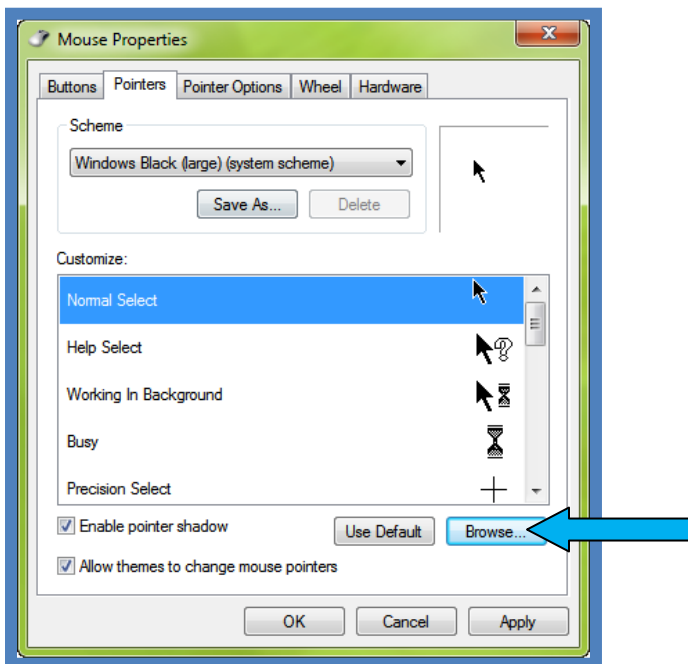 Mouse Properties
Buttons Pointers Pointer Options Wheel Hardware
Scheme
Windows Black (large) (system scheme)
Save As... Delete
Customize:
Normal Select
Help Select
Working In Background
Busy
Precision Select
Enable pointer shadow Use Default Browse...
Allow themes to change mouse pointers
OK Cancel Apply